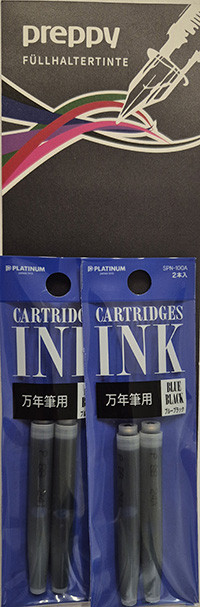 preppy
FÜLLHALTERTINTE
PLATINUM
CARTRIDGES
INK
万年筆用
PLATINUM
SPN-100A
2本入
CARTRIDGES
INK
BLUE
BLACK
ブルーブラック
万年筆用